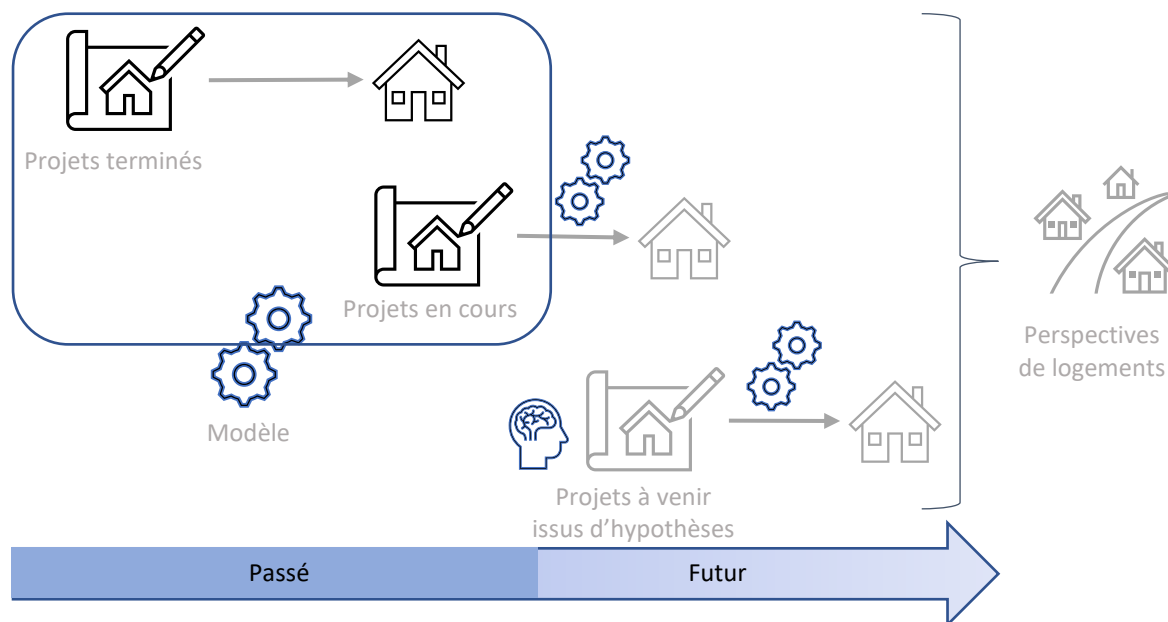 Projets terminés
Projets en cours
Modèle
Perspectives
de logements
Projets à venir
issus d’hypothèses
Passé
Futur